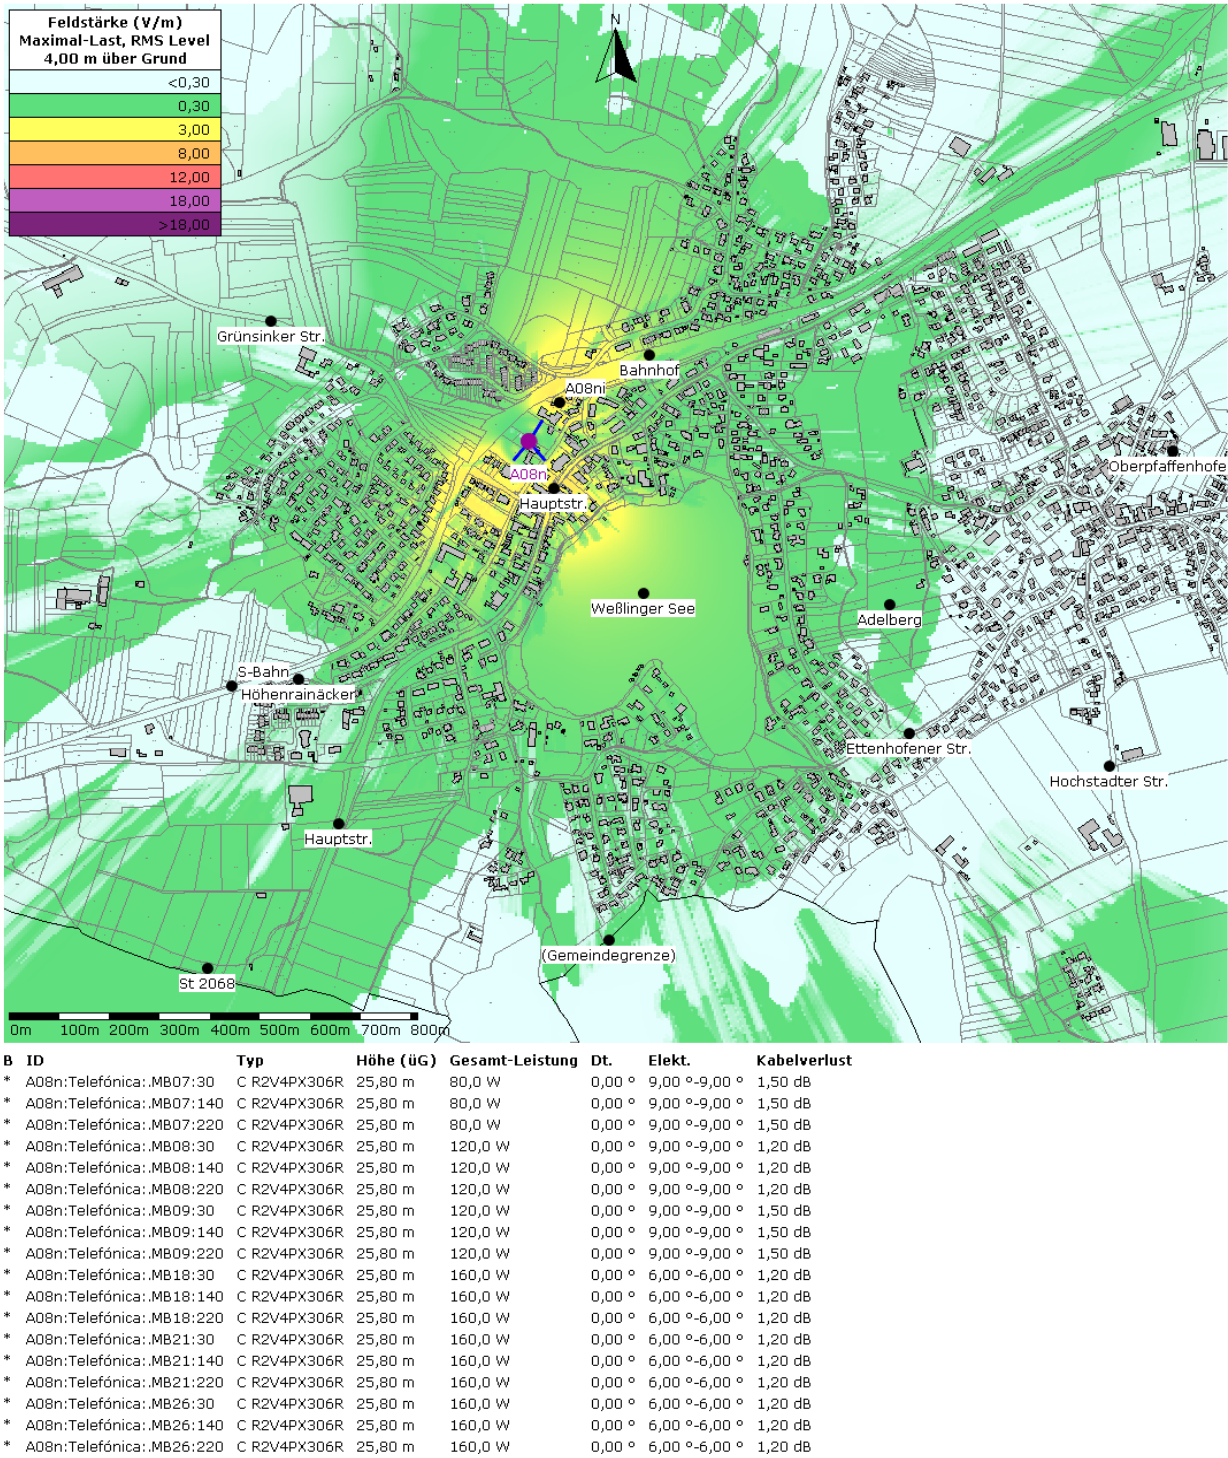 Feldstärke (V/m)
Maximal-Last, RMS Level
4,00 m über Grund
<0,30
0,30
3,00
8,00
12,00
18,00
>18,00
N
Grünsinker Str.
Bahnhof
A08ni
A08n
Hauptstr.
Oberpfaffenhofe
Weßlinger See
Adelberg
S-Bahn
Höhenrainäcker
Ettenhofener Str.
Hochstadter Str.
Hauptstr.
(Gemeindegrenze)
St 2068
0m 100m 200m 300m 400m 500m 600m 700m 800m
B ID Typ Höhe (üG) Gesamt-Leistung Dt. Elekt. Kabelverlust
* A08n:Telefónica:.MB07:30 C R2V4PX306R 25,80 m 80,0 W 0,00 ° 9,00 °-9,00 ° 1,50 dB
* A08n:Telefónica:.MB07:140 C R2V4PX306R 25,80 m 80,0 W 0,00 ° 9,00 °-9,00 ° 1,50 dB
* A08n:Telefónica:.MB07:220 C R2V4PX306R 25,80 m 80,0 W 0,00 ° 9,00 °-9,00 ° 1,50 dB
* A08n:Telefónica:.MB08:30 C R2V4PX306R 25,80 m 120,0 W 0,00 ° 9,00 °-9,00 ° 1,20 dB
* A08n:Telefónica:.MB08:140 C R2V4PX306R 25,80 m 120,0 W 0,00 ° 9,00 °-9,00 ° 1,20 dB
* A08n:Telefónica:.MB08:220 C R2V4PX306R 25,80 m 120,0 W 0,00 ° 9,00 °-9,00 ° 1,20 dB
* A08n:Telefónica:.MB09:30 C R2V4PX306R 25,80 m 120,0 W 0,00 ° 9,00 °-9,00 ° 1,50 dB
* A08n:Telefónica:.MB09:140 C R2V4PX306R 25,80 m 120,0 W 0,00 ° 9,00 °-9,00 ° 1,50 dB
* A08n:Telefónica:.MB09:220 C R2V4PX306R 25,80 m 120,0 W 0,00 ° 9,00 °-9,00 ° 1,50 dB
* A08n:Telefónica:.MB18:30 C R2V4PX306R 25,80 m 160,0 W 0,00 ° 6,00 °-6,00 ° 1,20 dB
* A08n:Telefónica:.MB18:140 C R2V4PX306R 25,80 m 160,0 W 0,00 ° 6,00 °-6,00 ° 1,20 dB
* A08n:Telefónica:.MB18:220 C R2V4PX306R 25,80 m 160,0 W 0,00 ° 6,00 °-6,00 ° 1,20 dB
* A08n:Telefónica:.MB21:30 C R2V4PX306R 25,80 m 160,0 W 0,00 ° 6,00 °-6,00 ° 1,20 dB
* A08n:Telefónica:.MB21:140 C R2V4PX306R 25,80 m 160,0 W 0,00 ° 6,00 °-6,00 ° 1,20 dB
* A08n:Telefónica:.MB21:220 C R2V4PX306R 25,80 m 160,0 W 0,00 ° 6,00 °-6,00 ° 1,20 dB
* A08n:Telefónica:.MB26:30 C R2V4PX306R 25,80 m 160,0 W 0,00 ° 6,00 °-6,00 ° 1,20 dB
* A08n:Telefónica:.MB26:140 C R2V4PX306R 25,80 m 160,0 W 0,00 ° 6,00 °-6,00 ° 1,20 dB
* A08n:Telefónica:.MB26:220 C R2V4PX306R 25,80 m 160,0 W 0,00 ° 6,00 °-6,00 ° 1,20 dB